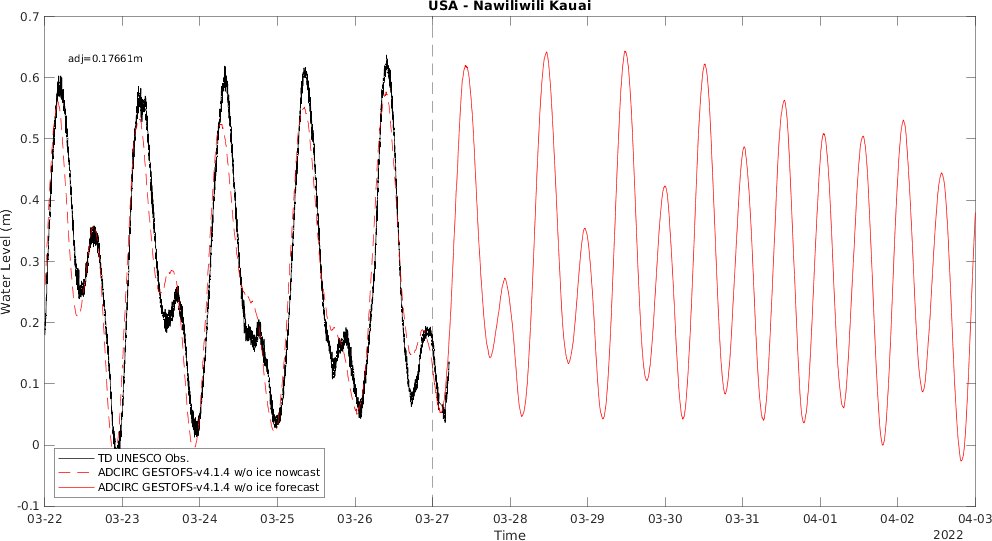 USA - Nawiliwili Kauai
adj=0.17661m
Water Level (m)
0.7
0.6
0.5
0.4
0.3
0.2
0.1
0
-0.1
TD UNESCO Obs.
ADCIRC GESTOFS-v4.1.4 w/o ice nowcast
ADCIRC GESTOFS-v4.1.4 w/o ice forecast
03-22 03-23 03-24 03-25 03-26 03-27 03-28 03-29 03-30 03-31 04-01 04-02 04-03
Time
2022